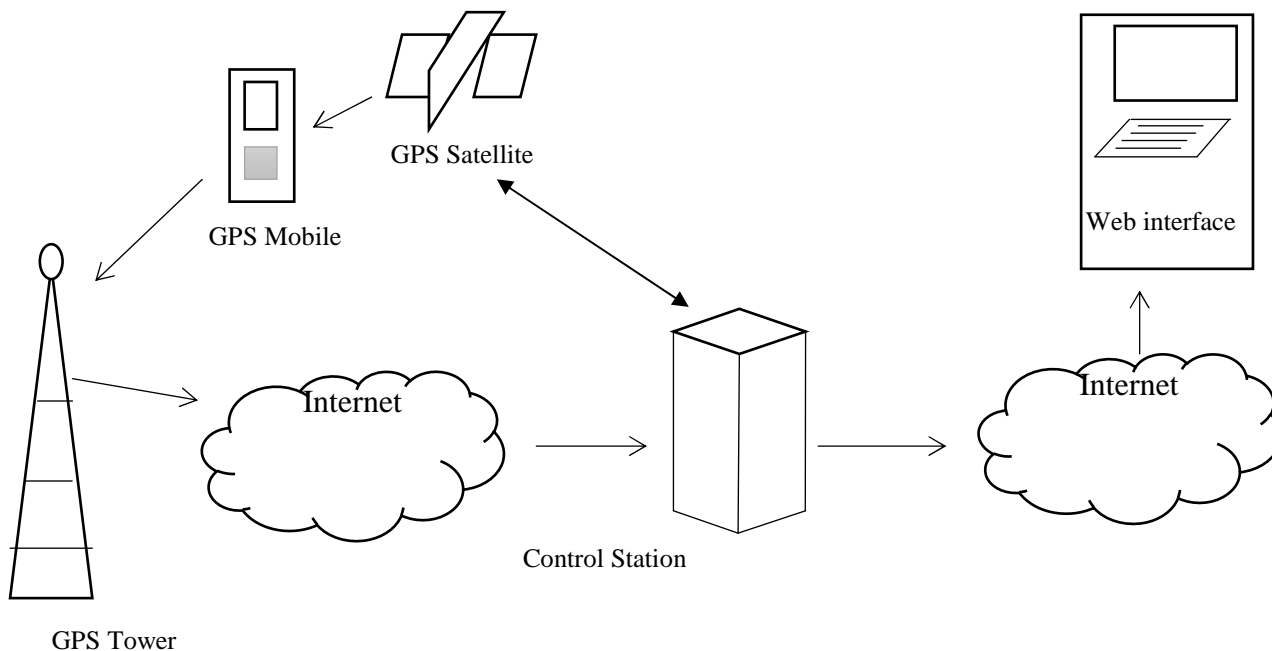 GPS Satellite
GPS Mobile
Web interface
Internet
Internet
Control Station
GPS Tower